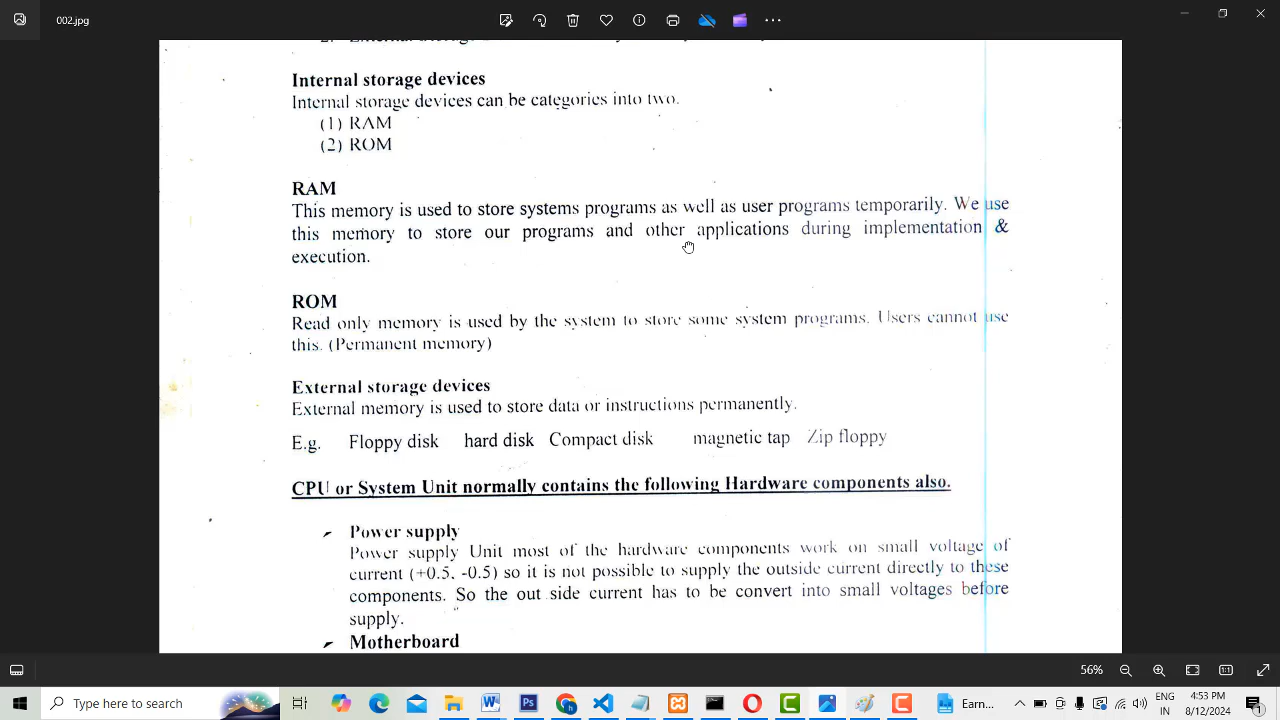 002.jpg
Internal storage devices
Internal storage devices can be categories into two.
(1) RAM
(2) ROM
RAM
This memory is used to store systems programs as well as user programs temporarily. We use
this memory to store our programs and other applications during implementation &
execution.
ROM
Read only memory is used by the system to store some system programs. Users cannot use
this. (Permanent memory)
External storage devices
External memory is used to store data or instructions permanently.
E.g. Floppy disk hard disk Compact disk magnetic tap Zip floppy
CPU or System Unit normally contains the following Hardware components also.
Power supply
Power supply Unit most of the hardware components work on small voltage of
current (+0.5, -0.5) so it is not possible to supply the outside current directly to these
components. So the out side current has to be convert into small voltages before
supply.
Motherboard
56%
Type here to search
Earn...
ENG
IN
4:53 PM
8/12/2024
1